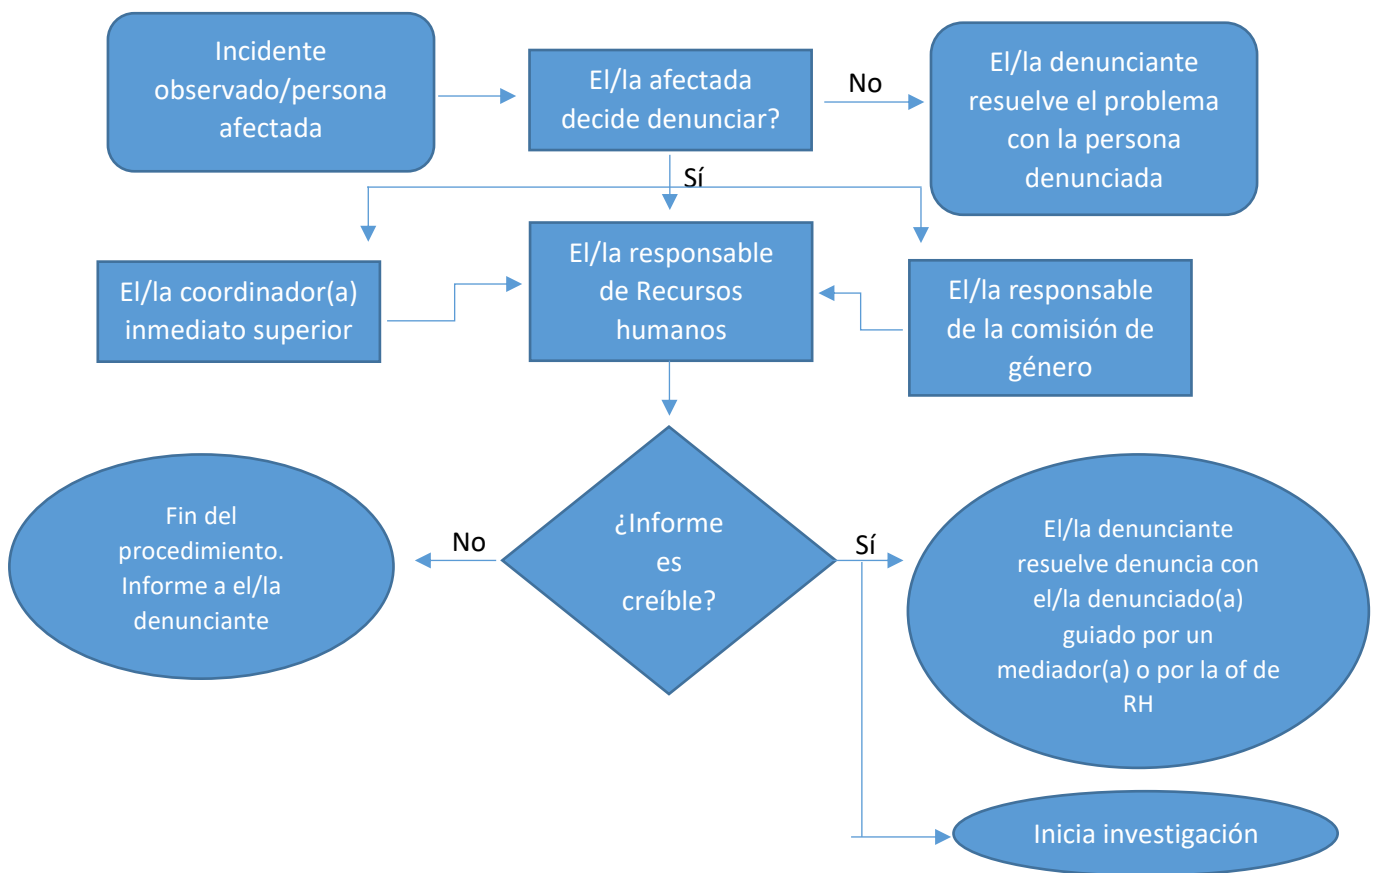 Incidente
observado/persona
afectada
El/la afectada
decide denunciar?
No
El/la denunciante
resuelve el problema
con la persona
denunciada
Sí
El/la coordinador(a)
inmediato superior
El/la responsable
de Recursos
humanos
El/la responsable
de la comisión de
género
Fin del
procedimiento.
Informe a el/la
denunciante
No
¿Informe
es
creíble?
Sí
El/la denunciante
resuelve denuncia con
el/la denunciado(a)
guiado por un
mediador(a) o por la of de
RH
Inicia investigación